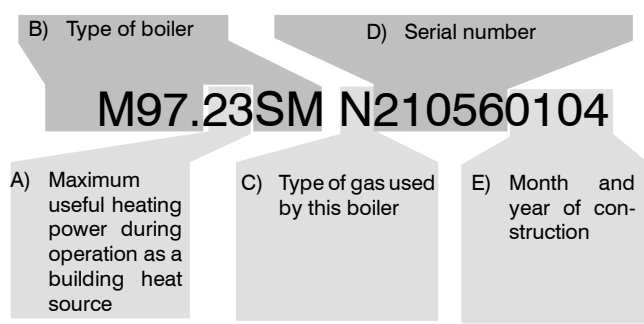 B) Type of boiler
D) Serial number
M97.23SM N210560104
A) Maximum
useful heating
power during
operation as a
building heat
source
C) Type of gas used
by this boiler
E) Month and
year of con-
struction